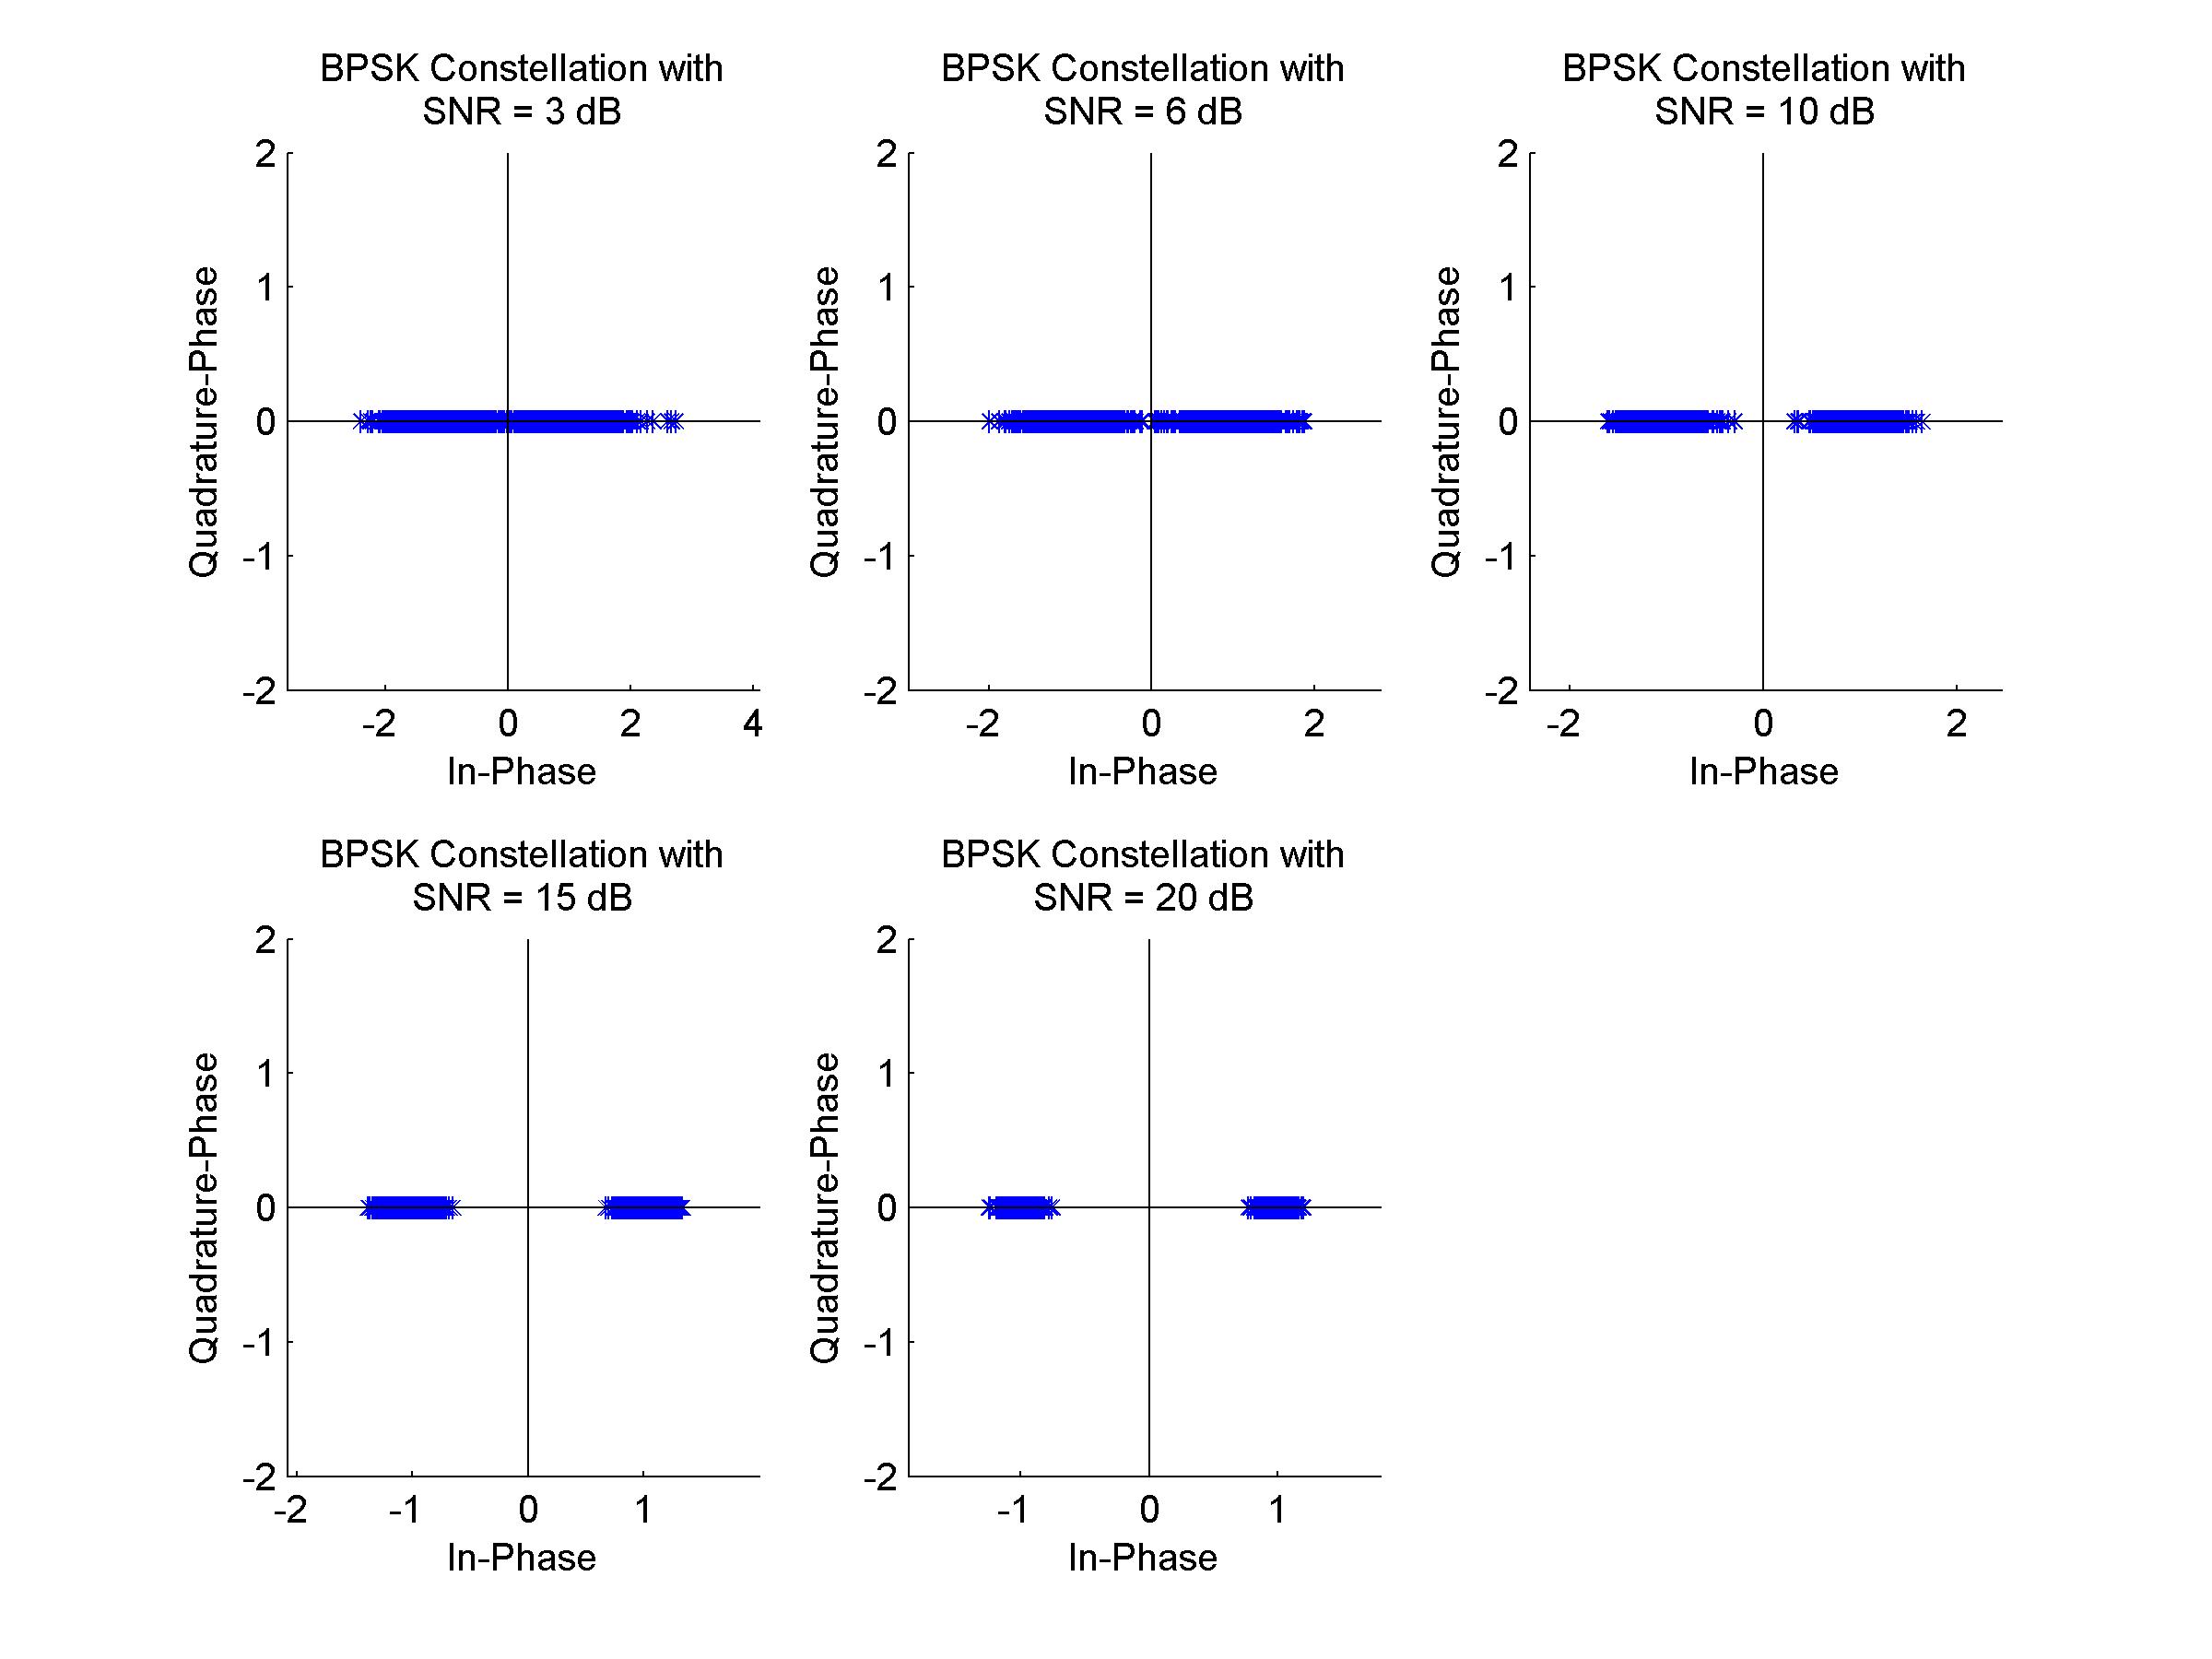 BPSK Constellation with
SNR = 3 dB
2
1
0
-1
-2
Quadrature-Phase
-2 0 2 4
In-Phase
BPSK Constellation with
SNR = 6 dB
2
1
0
-1
-2
Quadrature-Phase
-2 0 2
In-Phase
BPSK Constellation with
SNR = 10 dB
2
1
0
-1
-2
Quadrature-Phase
-2 0 2
In-Phase
BPSK Constellation with
SNR = 15 dB
2
1
0
-1
-2
Quadrature-Phase
-2 -1 0 1
In-Phase
BPSK Constellation with
SNR = 20 dB
2
1
0
-1
-2
Quadrature-Phase
-1 0 1
In-Phase